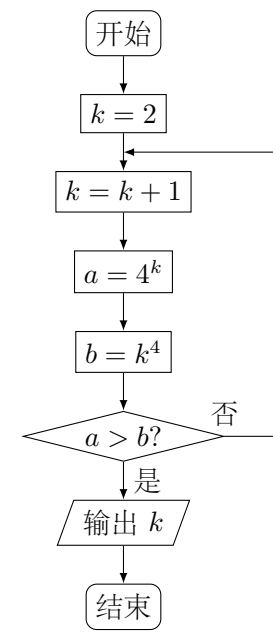 开始
k = 2
k = k + 1
a = 4^k
b = k^4
a > b?
否
是
输出 k
结束